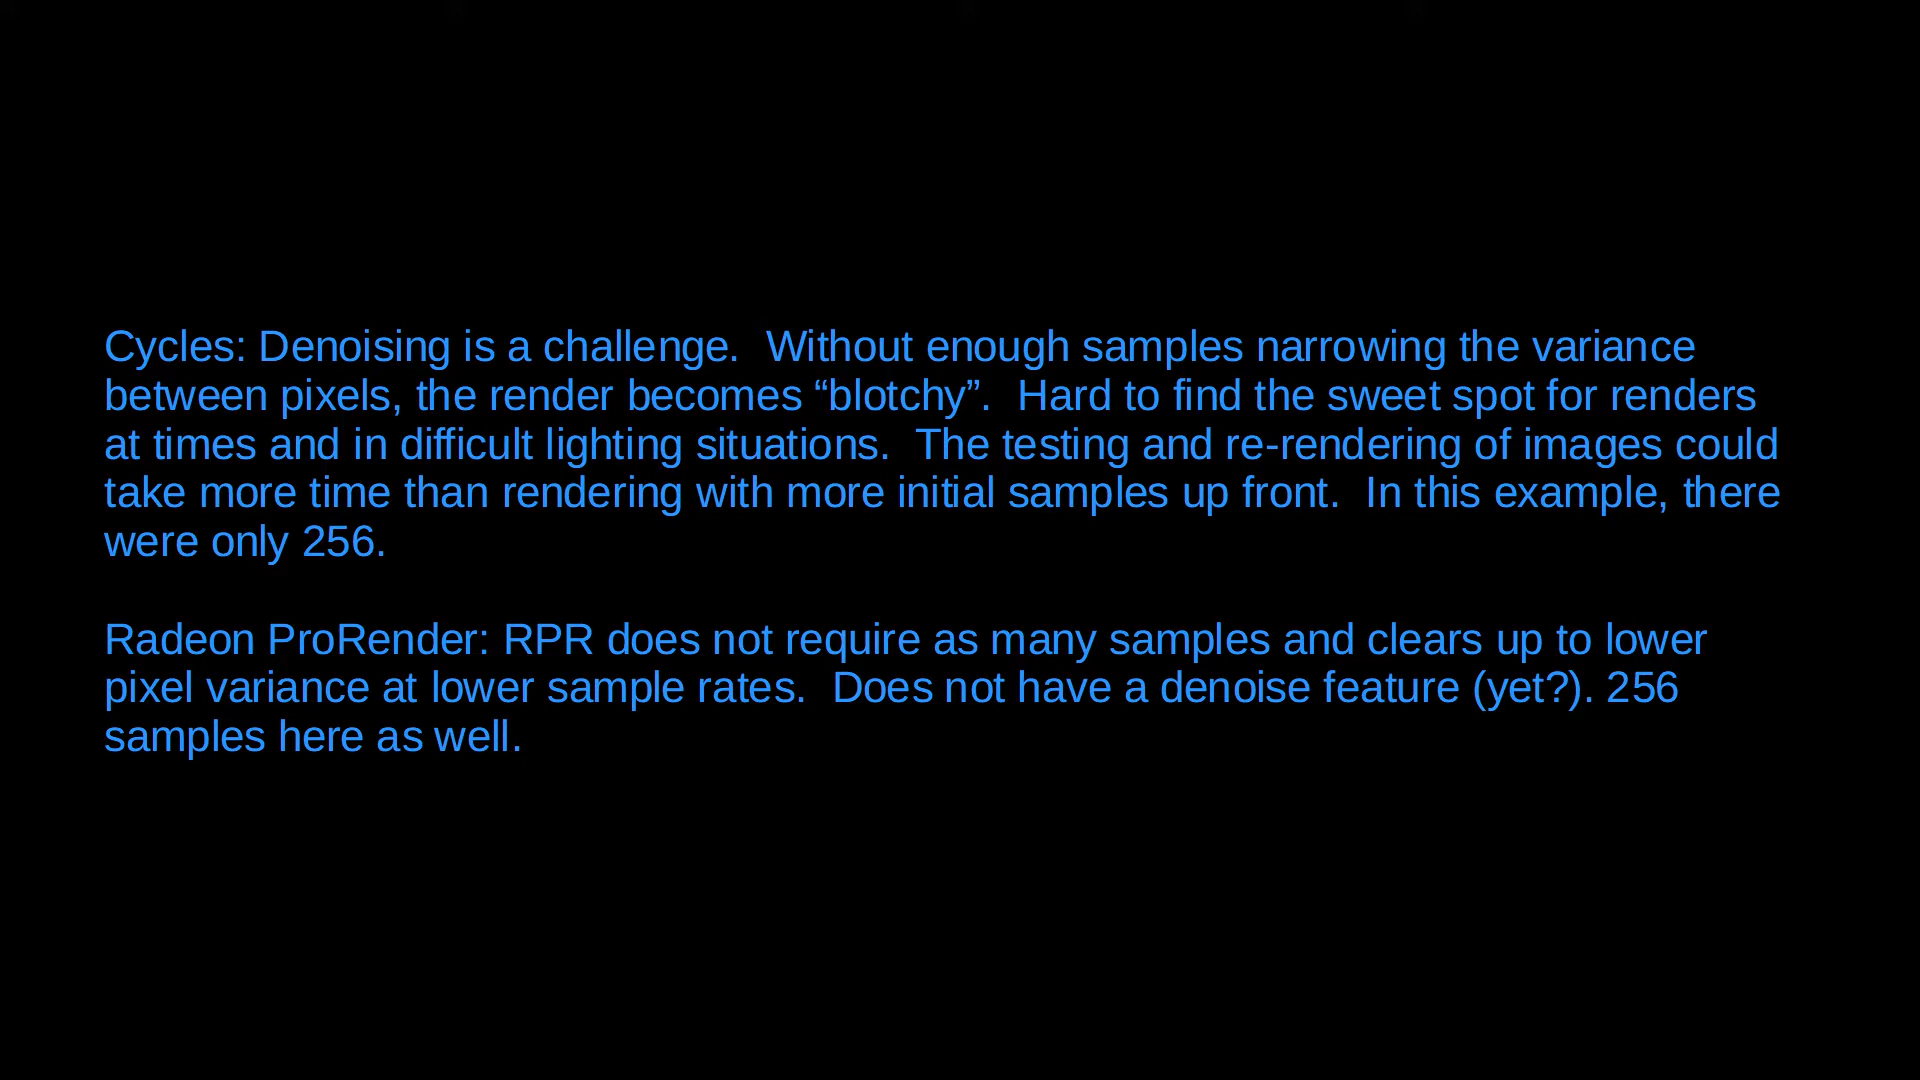 Cycles: Denoising is a challenge.  Without enough samples narrowing the variance
between pixels, the render becomes “blotchy”.  Hard to find the sweet spot for renders
at times and in difficult lighting situations.  The testing and re-rendering of images could
take more time than rendering with more initial samples up front.  In this example, there
were only 256.

Radeon ProRender: RPR does not require as many samples and clears up to lower
pixel variance at lower sample rates.  Does not have a denoise feature (yet?). 256
samples here as well.